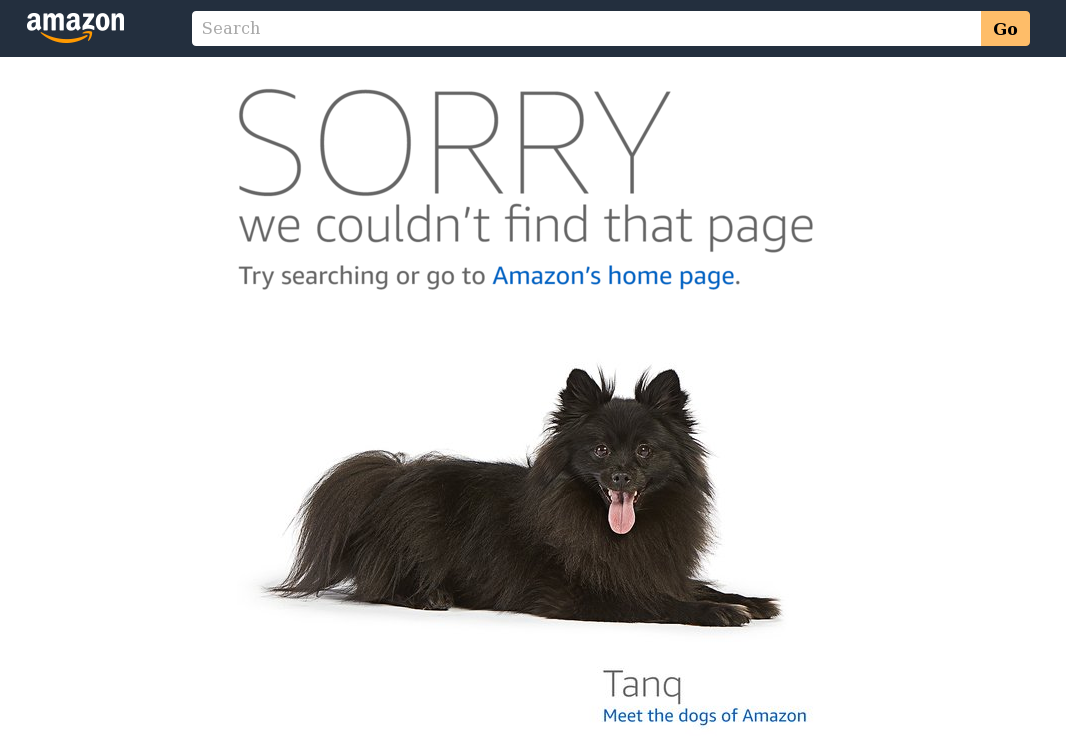 amazon
Search
Go
SORRY
we couldn't find that page
Try searching or go to Amazon's home page.
Tanq
Meet the dogs of Amazon